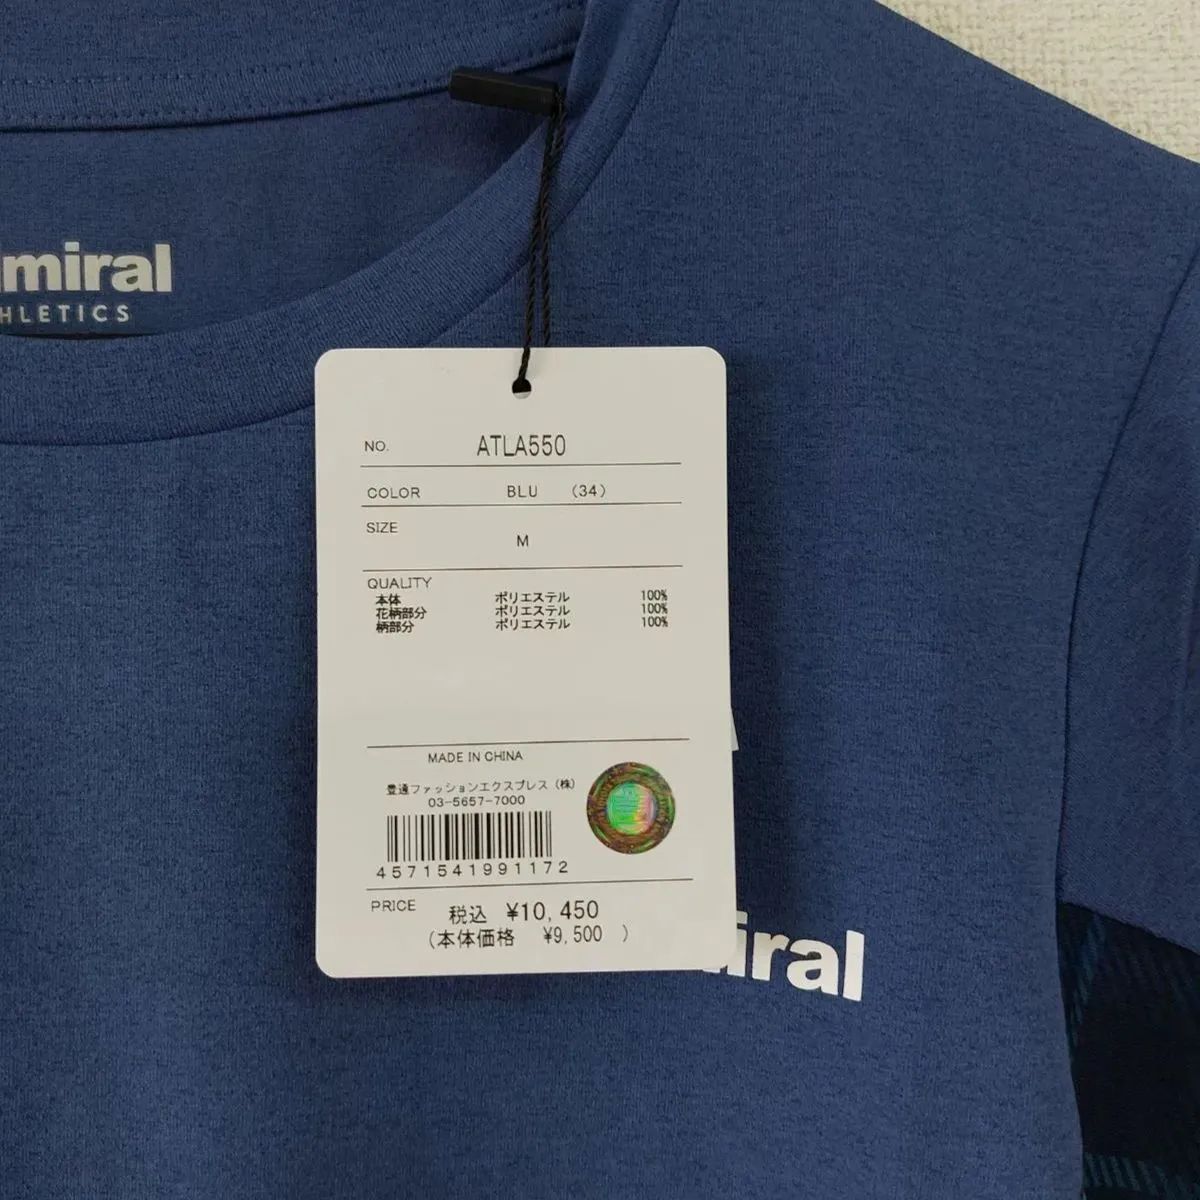 miral
HLETICS
NO. ATLA550
COLOR BLU (34)
SIZE
M
QUALITY
本体 ポリエステル 100%
花柄部分 ポリエステル 100%
柄部分 ポリエステル 100%
MADE IN CHINA
豊通ファッションエクスプレス（株）
03-5657-7000
4571541991172
PRICE 税込 ¥10,450
(本体価格 ¥9,500 )
iral